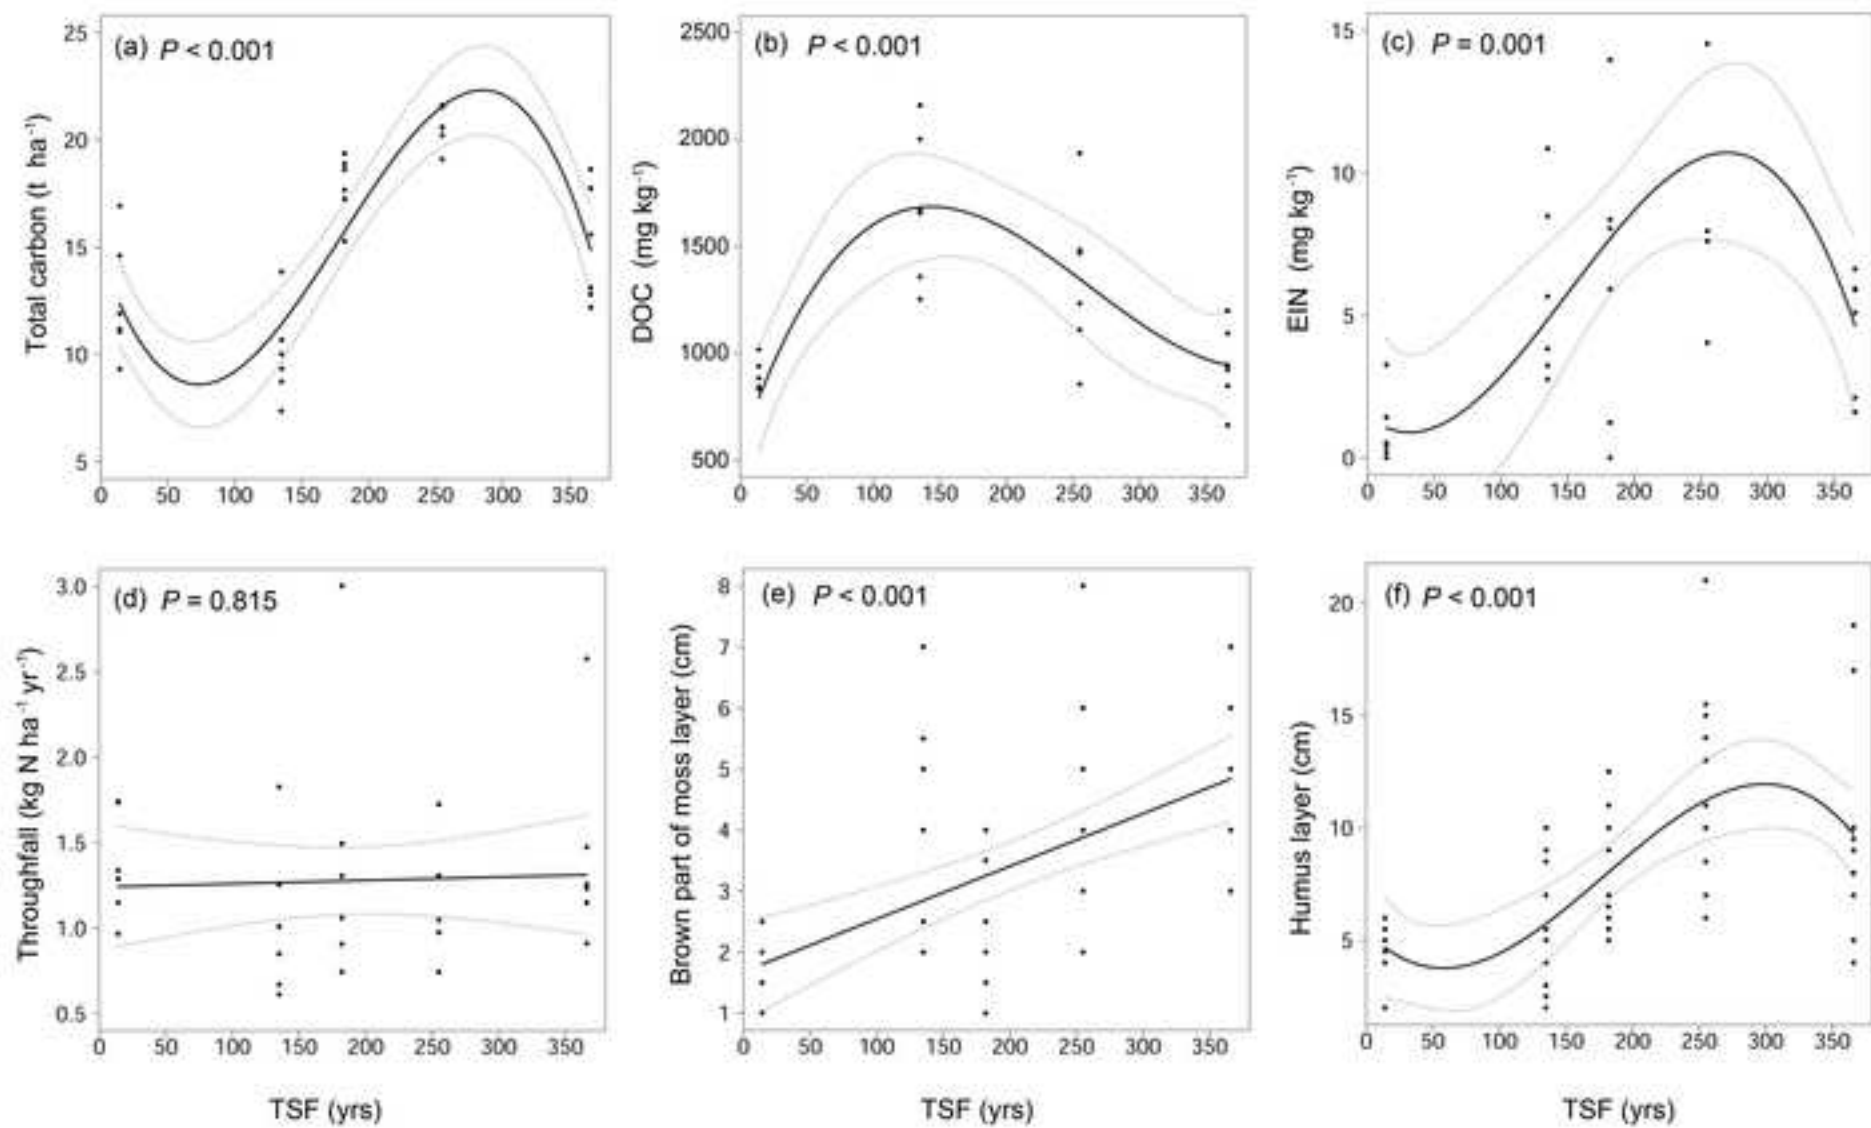 (a) P < 0.001
Total carbon (t ha⁻¹)
25
20
15
10
5
0 50 100 150 200 250 300 350
(b) P < 0.001
DOC (mg kg⁻¹)
2500
2000
1500
1000
500
0 50 100 150 200 250 300 350
(c) P = 0.001
EIN (mg kg⁻¹)
15
10
5
0
0 50 100 150 200 250 300 350
(d) P = 0.815
Throughfall (kg N ha⁻¹ yr⁻¹)
3.0
2.5
2.0
1.5
1.0
0.5
0 50 100 150 200 250 300 350
TSF (yrs)
(e) P < 0.001
Brown part of moss layer (cm)
8
7
6
5
4
3
2
1
0 50 100 150 200 250 300 350
TSF (yrs)
(f) P < 0.001
Humus layer (cm)
20
15
10
5
0 50 100 150 200 250 300 350
TSF (yrs)